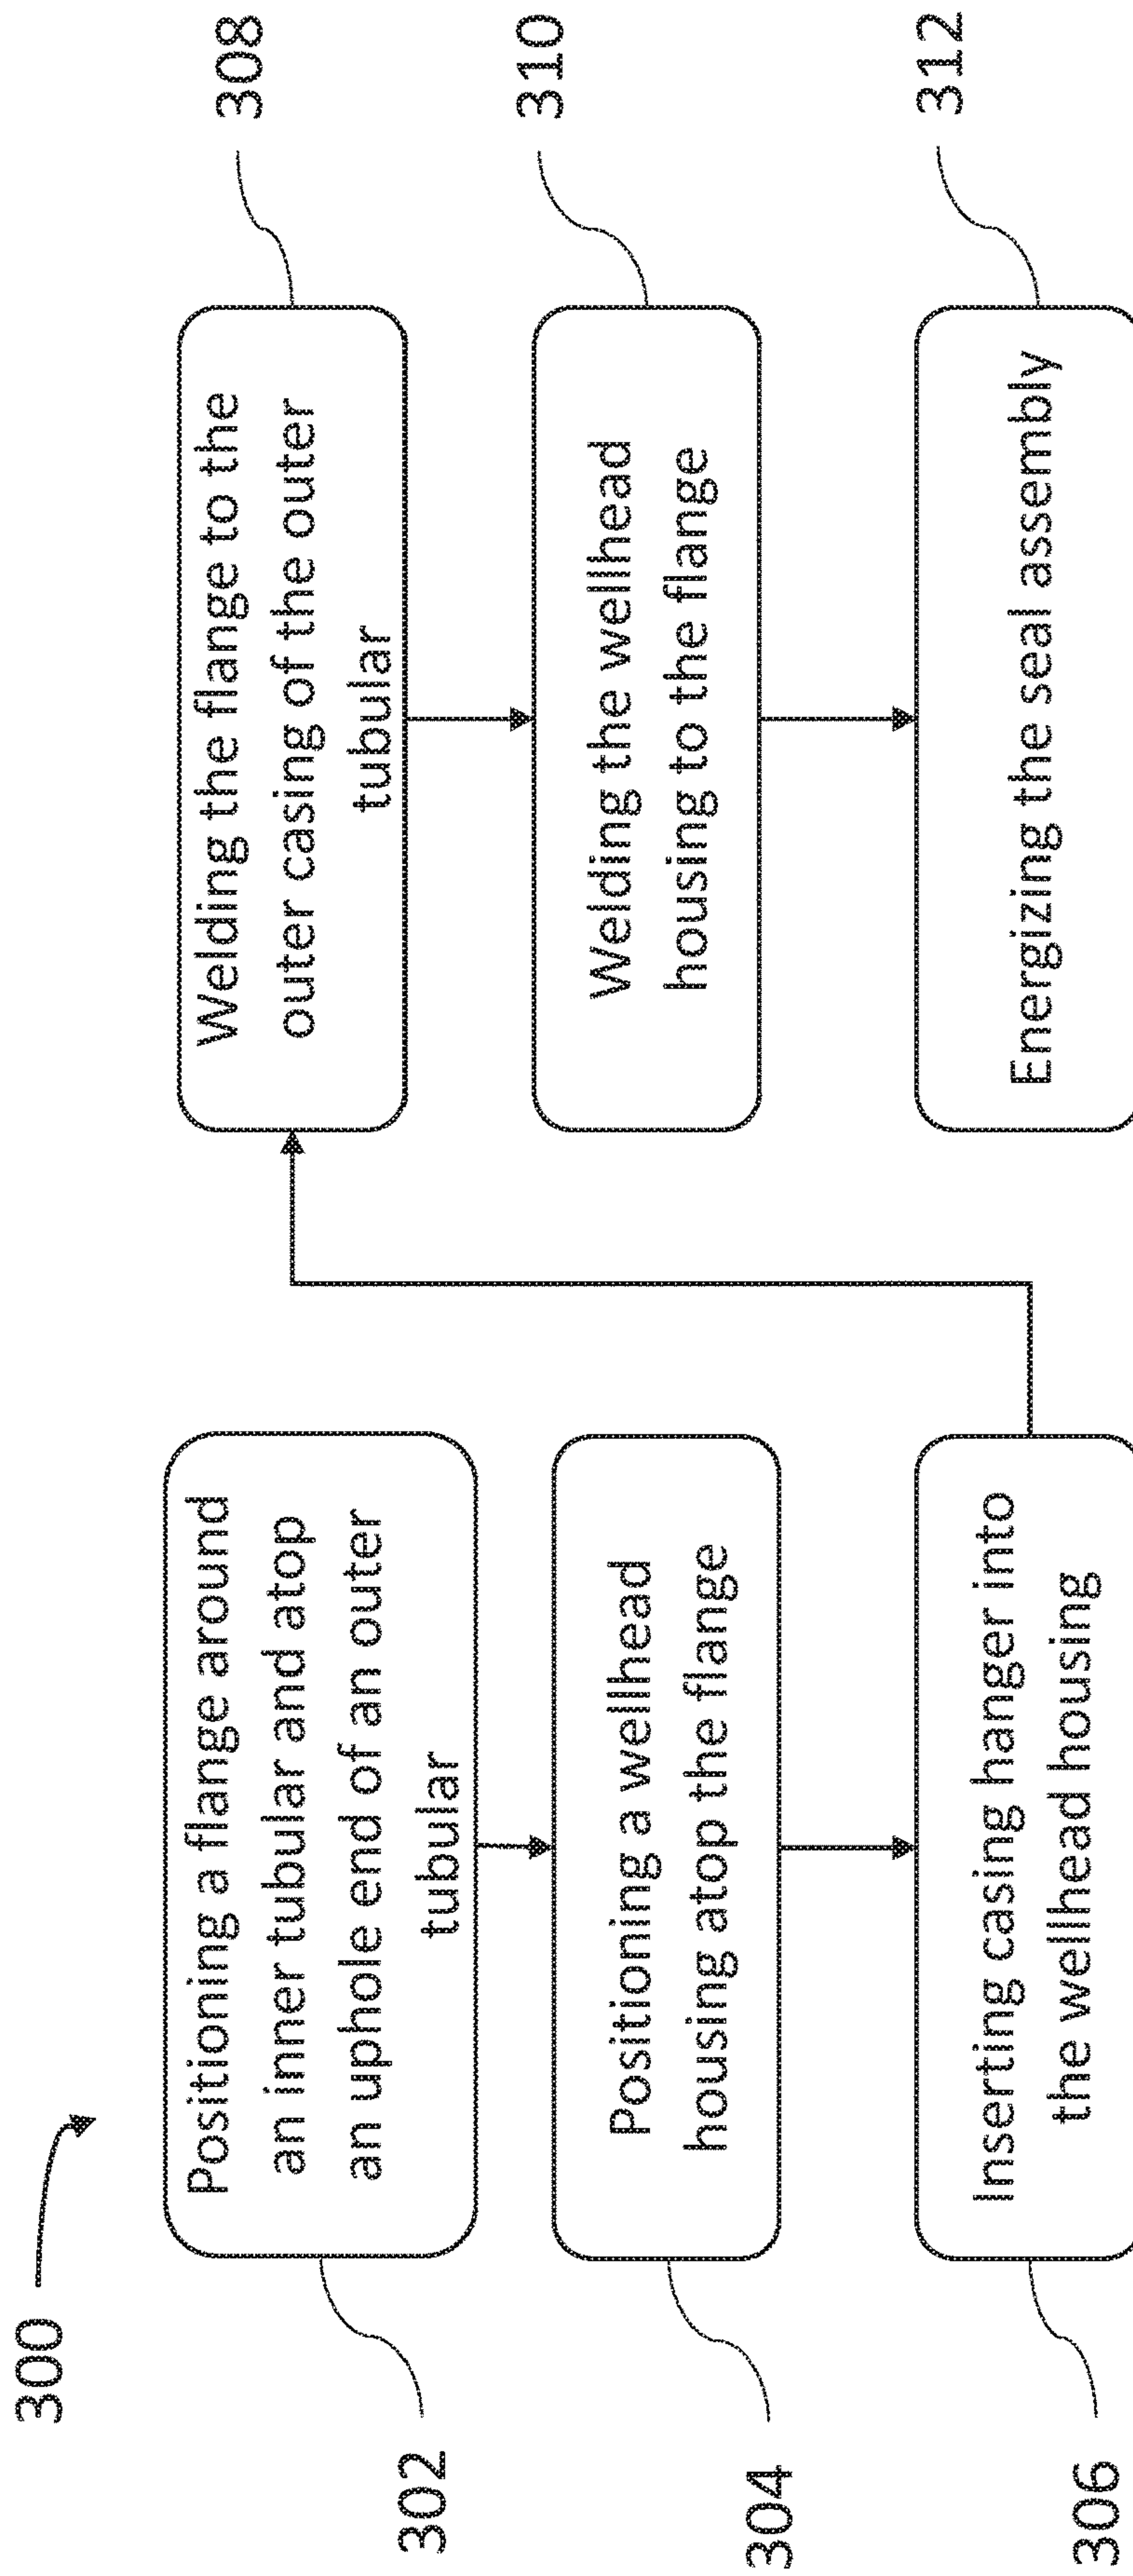 300
302
Positioning a flange around
an inner tubular and atop
an uphole end of an outer
tubular
304
Positioning a wellhead
housing atop the flange
306
Inserting casing hanger into
the wellhead housing
308
Welding the flange to the
outer casing of the outer
tubular
310
Welding the wellhead
housing to the flange
312
Energizing the seal assembly